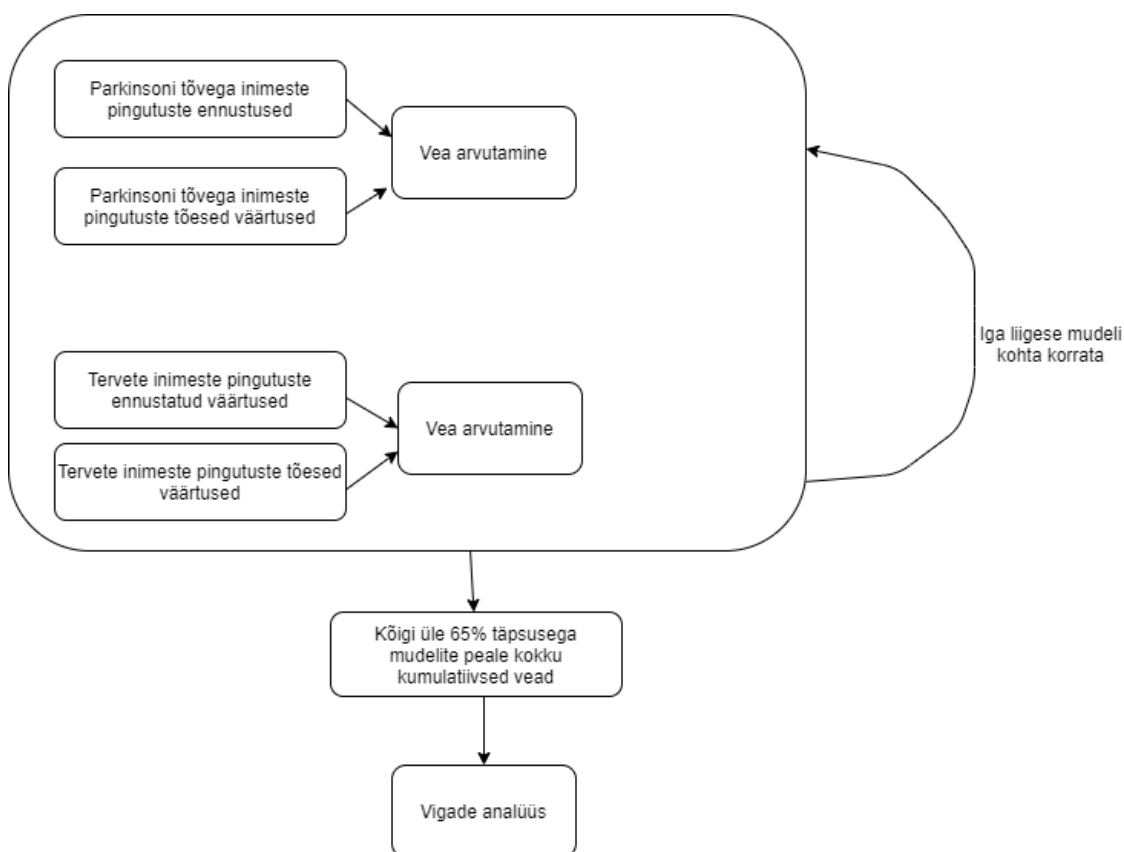 Parkinsoni tõvega inimeste
pingutuste ennustused
Vea arvutamine
Parkinsoni tõvega inimeste
pingutuste tõesed väärtused
Iga liigese mudeli
kohta korrata
Tervete inimeste pingutuste
ennustatud väärtused
Vea arvutamine
Tervete inimeste pingutuste tõesed
väärtused
Kõigi üle 65% täpsusega
mudelite peale kokku
kumulatiivsed vead
Vigade analüüs